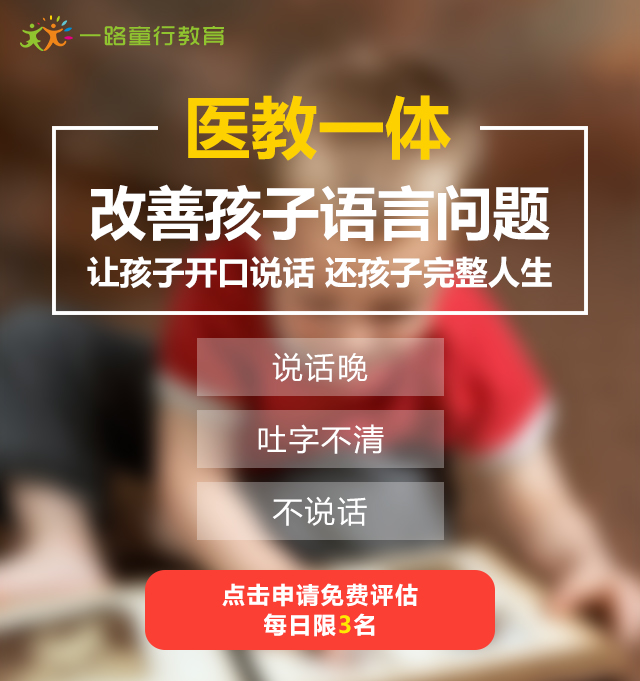 一路童行教育
医教一体
改善孩子语言问题
让孩子开口说话 还孩子完整人生
说话晚
吐字不清
不说话
点击申请免费评估
每日限3名